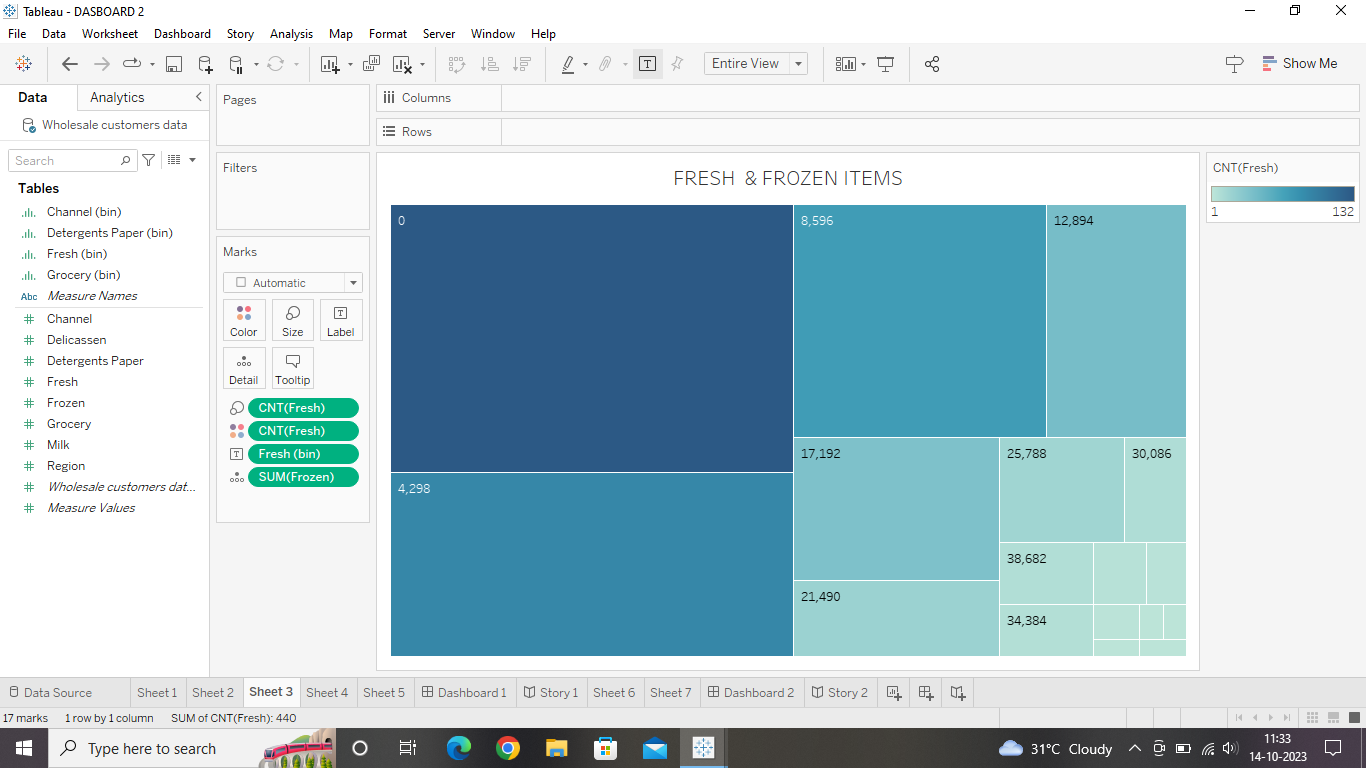 Tableau - DASBOARD 2
File Data Worksheet Dashboard Story Analysis Map Format Server Window Help
Entire View
Show Me
Data Analytics
Wholesale customers data
Search
Tables
Channel (bin)
Detergents Paper (bin)
Fresh (bin)
Grocery (bin)
Abc Measure Names
Channel
Delicassen
Detergents Paper
Fresh
Frozen
Grocery
Milk
Region
Wholesale customers dat...
Measure Values
Pages
Filters
Marks
Automatic
Color Size Label
Detail Tooltip
CNT(Fresh)
CNT(Fresh)
Fresh (bin)
SUM(Frozen)
Columns
Rows
FRESH & FROZEN ITEMS
0
8,596
12,894
4,298
17,192
25,788
30,086
21,490
38,682
34,384
CNT(Fresh)
1 132
Data Source Sheet 1 Sheet 2 Sheet 3 Sheet 4 Sheet 5 Dashboard 1 Story 1 Sheet 6 Sheet 7 Dashboard 2 Story 2
17 marks 1 row by 1 column SUM of CNT(Fresh): 440
Type here to search
31°C Cloudy
11:33
14-10-2023